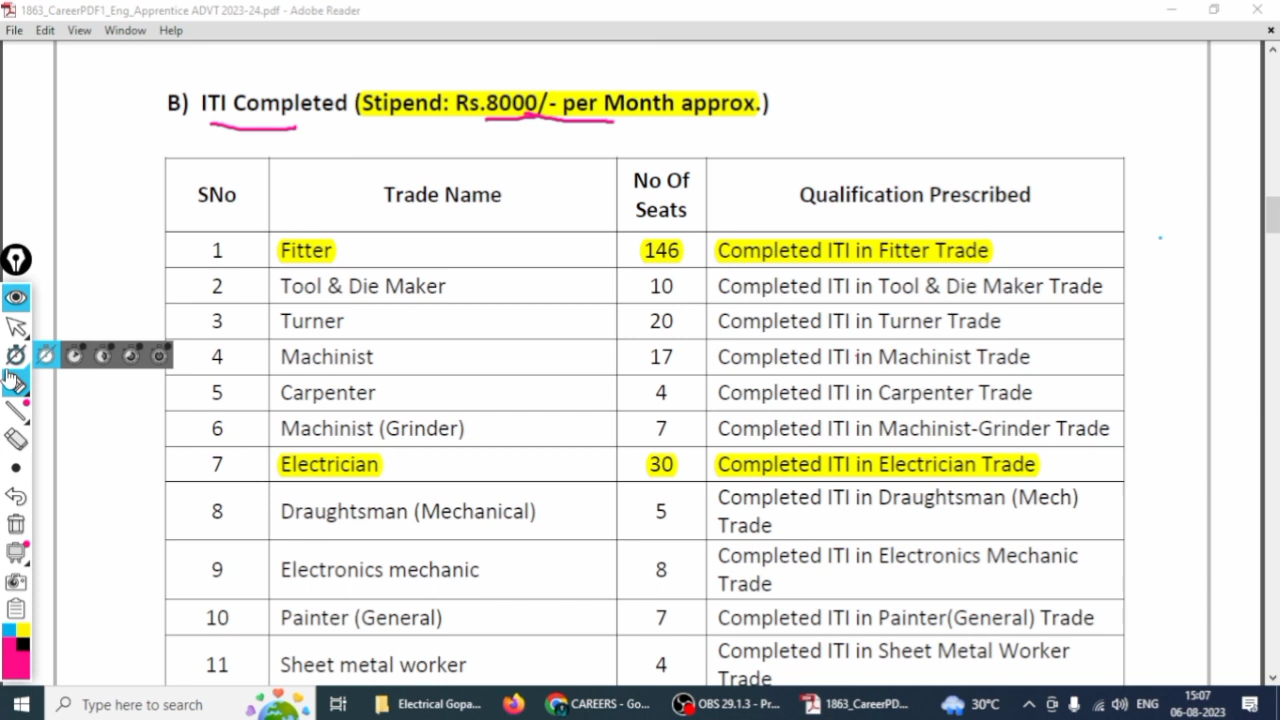 1863_CareerPDF1_Eng_Apprentice ADVT 2023-24.pdf - Adobe Reader
File Edit View Window Help
B) ITI Completed (Stipend: Rs.8000/- per Month approx.)
SNo Trade Name No Of Seats Qualification Prescribed
1 Fitter 146 Completed ITI in Fitter Trade
2 Tool & Die Maker 10 Completed ITI in Tool & Die Maker Trade
3 Turner 20 Completed ITI in Turner Trade
4 Machinist 17 Completed ITI in Machinist Trade
5 Carpenter 4 Completed ITI in Carpenter Trade
6 Machinist (Grinder) 7 Completed ITI in Machinist-Grinder Trade
7 Electrician 30 Completed ITI in Electrician Trade
8 Draughtsman (Mechanical) 5 Completed ITI in Draughtsman (Mech)
Trade
9 Electronics mechanic 8 Completed ITI in Electronics Mechanic
Trade
10 Painter (General) 7 Completed ITI in Painter(General) Trade
11 Sheet metal worker 4 Completed ITI in Sheet Metal Worker
Trade
Type here to search Electrical Gopa... CAREERS - Go... OBS 29.1.3 - Pr... 1863_CareerPD... 30°C ENG 15:07
06-08-2023